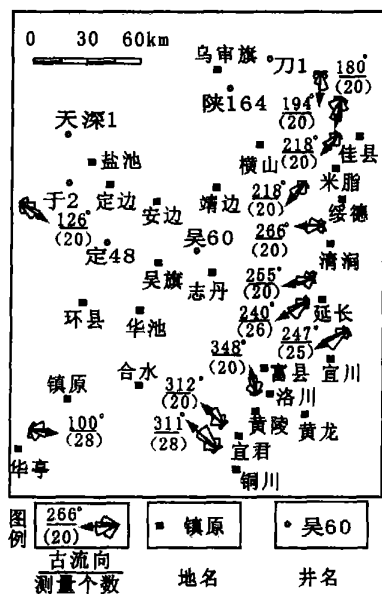 0 30 60km
乌审旗
刀1
180°
(20)
陕164
194°
(20)
天深1
218°
(20)
佳县
盐池
横山
米脂
于2
定边
安边
靖边
218°
(20)
绥德
126°
(20)
266°
(20)
定48
吴60
清涧
吴旗
志丹
255°
(20)
环县
华池
240°
(26)
延长
247°
(25)
348°
(20)
宜川
富县
镇原
合水
312°
(20)
洛川
100°
(28)
311°
(28)
黄陵
黄龙
华亭
宜君
铜川
图例
266°
(20)
镇原
吴60
古流向
测量个数
地名
井名